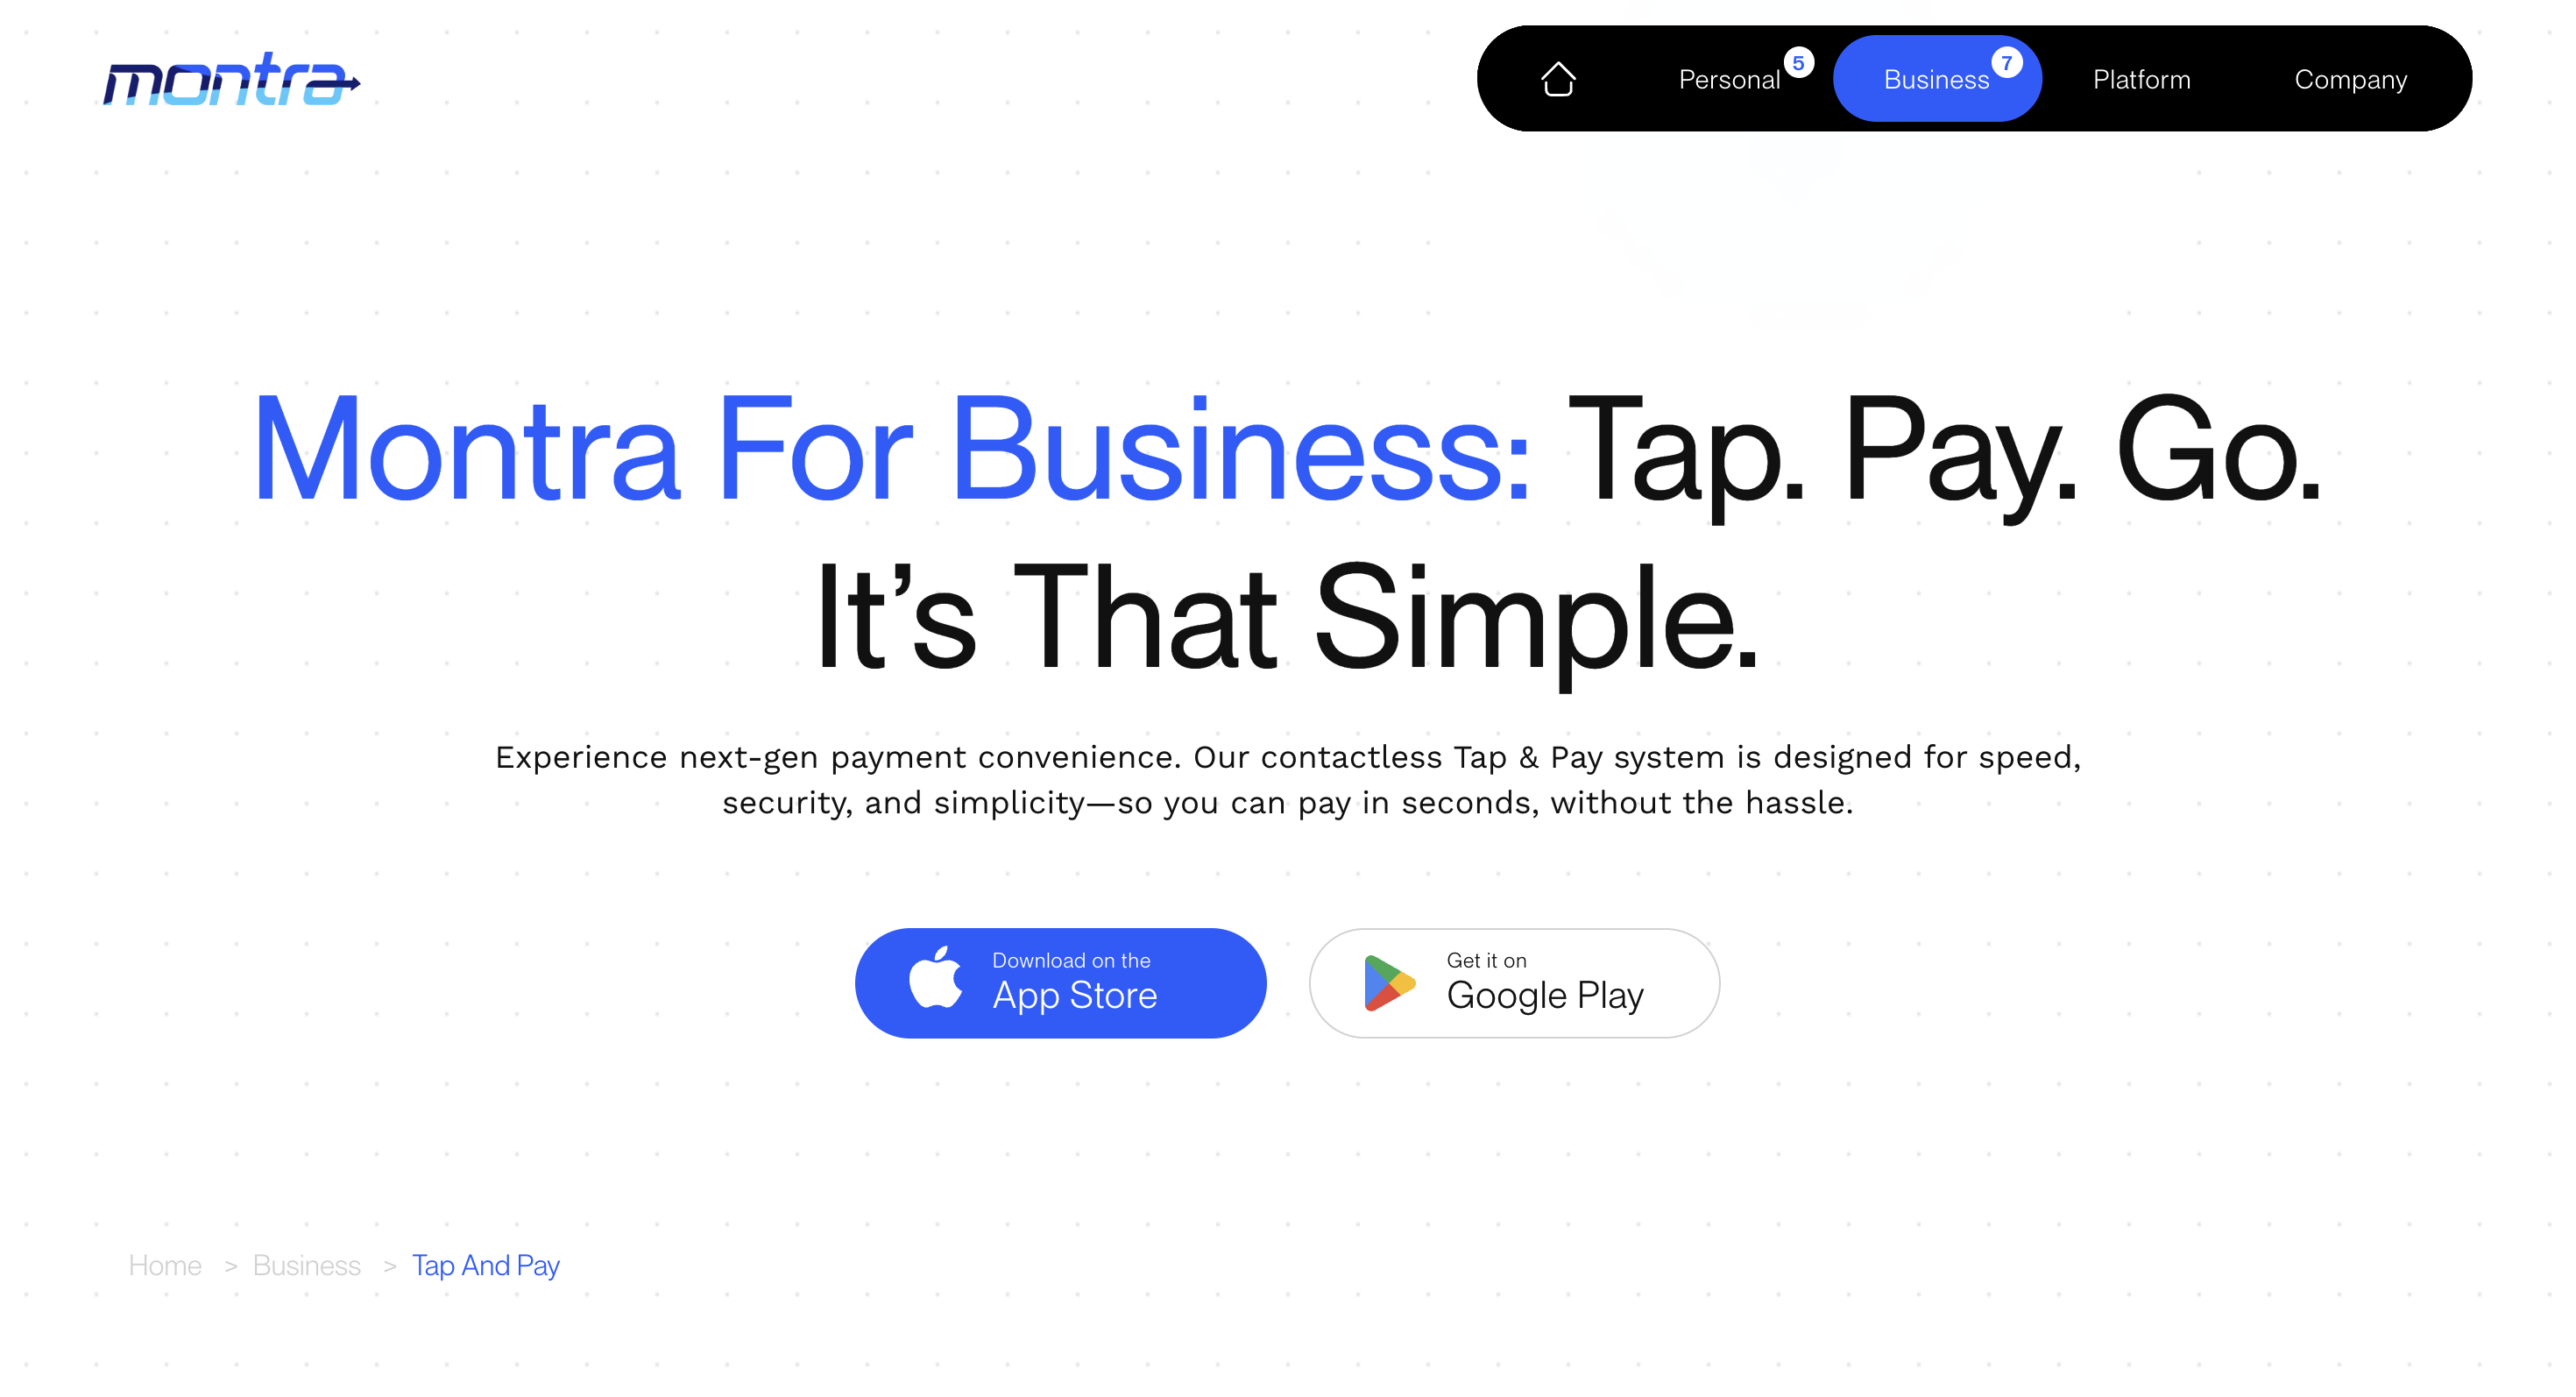 montra
Personal 5 Business 7 Platform Company
Montra For Business: Tap. Pay. Go.
It’s That Simple.
Experience next-gen payment convenience. Our contactless Tap & Pay system is designed for speed,
security, and simplicity—so you can pay in seconds, without the hassle.
Download on the
App Store
Get it on
Google Play
Home > Business > Tap And Pay